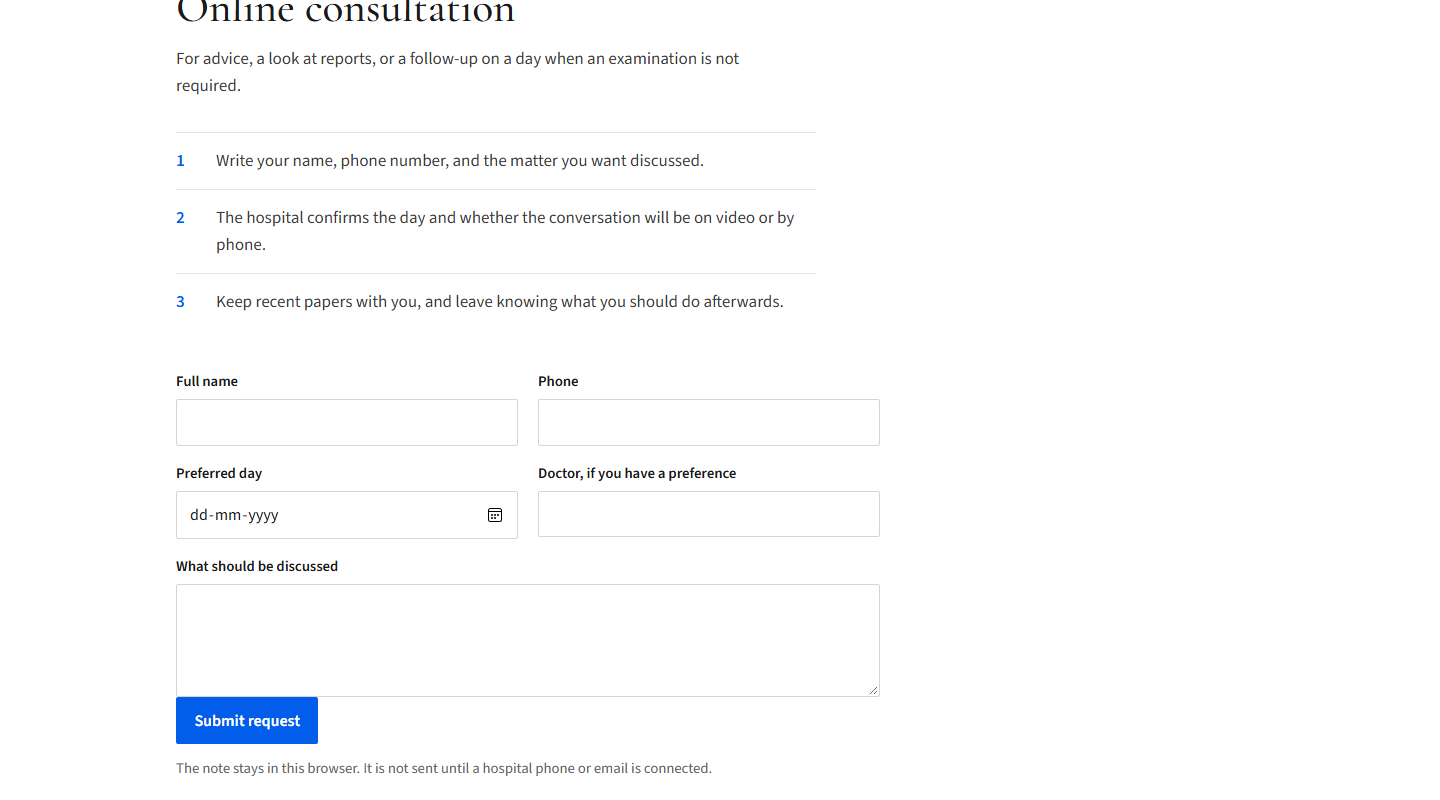 Online consultation
For advice, a look at reports, or a follow-up on a day when an examination is not
required.
1 Write your name, phone number, and the matter you want discussed.
2 The hospital confirms the day and whether the conversation will be on video or by
phone.
3 Keep recent papers with you, and leave knowing what you should do afterwards.
Full name Phone
Preferred day Doctor, if you have a preference
dd-mm-yyyy
What should be discussed
Submit request
The note stays in this browser. It is not sent until a hospital phone or email is connected.